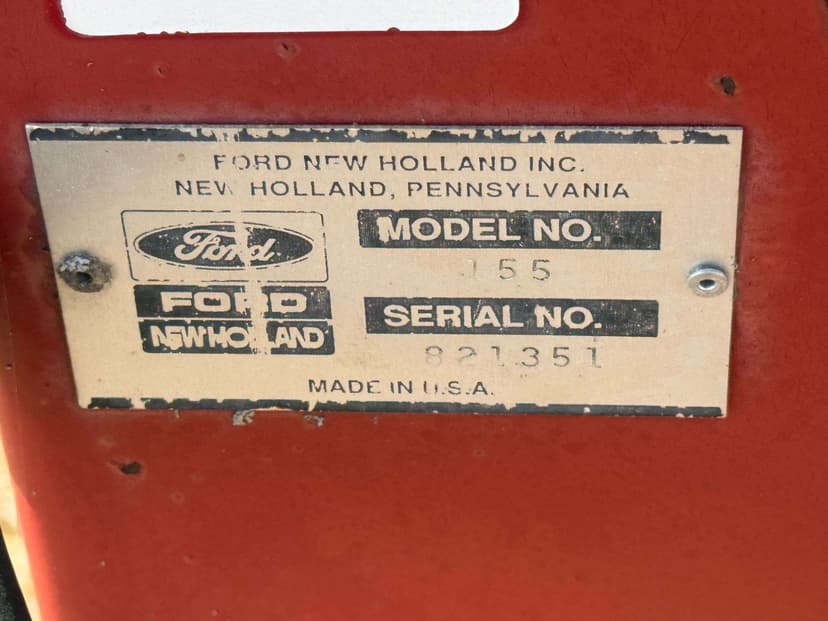 FORD NEW HOLLAND INC.
NEW HOLLAND, PENNSYLVANIA
Ford
FORD
NEW HOLLAND
MODEL NO.
155
SERIAL NO.
821351
MADE IN U.S.A.